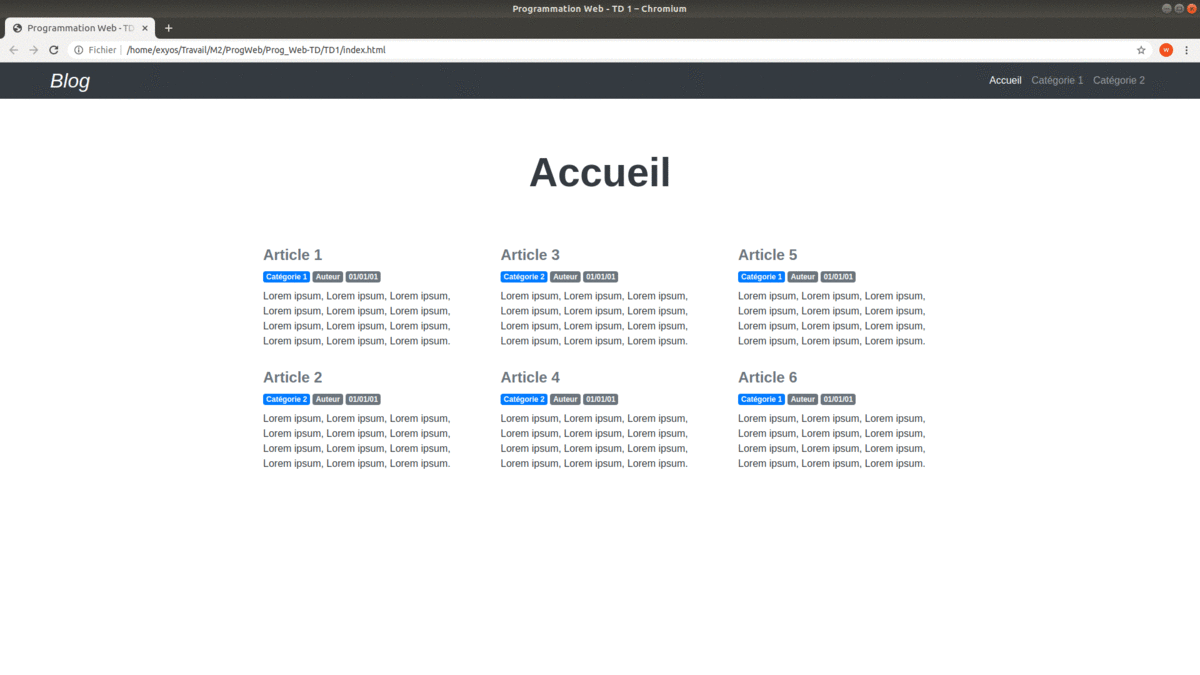 Programmation Web - TD 1 – Chromium
Programmation Web - TD
Fichier /home/exyos/Travail/M2/ProgWeb/Prog_Web-TD/TD1/index.html
W
Blog
Accueil Catégorie 1 Catégorie 2
Accueil
Article 1
Catégorie 1 Auteur 01/01/01
Lorem ipsum, Lorem ipsum, Lorem ipsum,
Lorem ipsum, Lorem ipsum, Lorem ipsum,
Lorem ipsum, Lorem ipsum, Lorem ipsum,
Lorem ipsum, Lorem ipsum, Lorem ipsum.
Article 2
Catégorie 2 Auteur 01/01/01
Lorem ipsum, Lorem ipsum, Lorem ipsum,
Lorem ipsum, Lorem ipsum, Lorem ipsum,
Lorem ipsum, Lorem ipsum, Lorem ipsum,
Lorem ipsum, Lorem ipsum, Lorem ipsum.
Article 3
Catégorie 2 Auteur 01/01/01
Lorem ipsum, Lorem ipsum, Lorem ipsum,
Lorem ipsum, Lorem ipsum, Lorem ipsum,
Lorem ipsum, Lorem ipsum, Lorem ipsum,
Lorem ipsum, Lorem ipsum, Lorem ipsum.
Article 4
Catégorie 2 Auteur 01/01/01
Lorem ipsum, Lorem ipsum, Lorem ipsum,
Lorem ipsum, Lorem ipsum, Lorem ipsum,
Lorem ipsum, Lorem ipsum, Lorem ipsum,
Lorem ipsum, Lorem ipsum, Lorem ipsum.
Article 5
Catégorie 1 Auteur 01/01/01
Lorem ipsum, Lorem ipsum, Lorem ipsum,
Lorem ipsum, Lorem ipsum, Lorem ipsum,
Lorem ipsum, Lorem ipsum, Lorem ipsum,
Lorem ipsum, Lorem ipsum, Lorem ipsum.
Article 6
Catégorie 1 Auteur 01/01/01
Lorem ipsum, Lorem ipsum, Lorem ipsum,
Lorem ipsum, Lorem ipsum, Lorem ipsum,
Lorem ipsum, Lorem ipsum, Lorem ipsum,
Lorem ipsum, Lorem ipsum, Lorem ipsum.